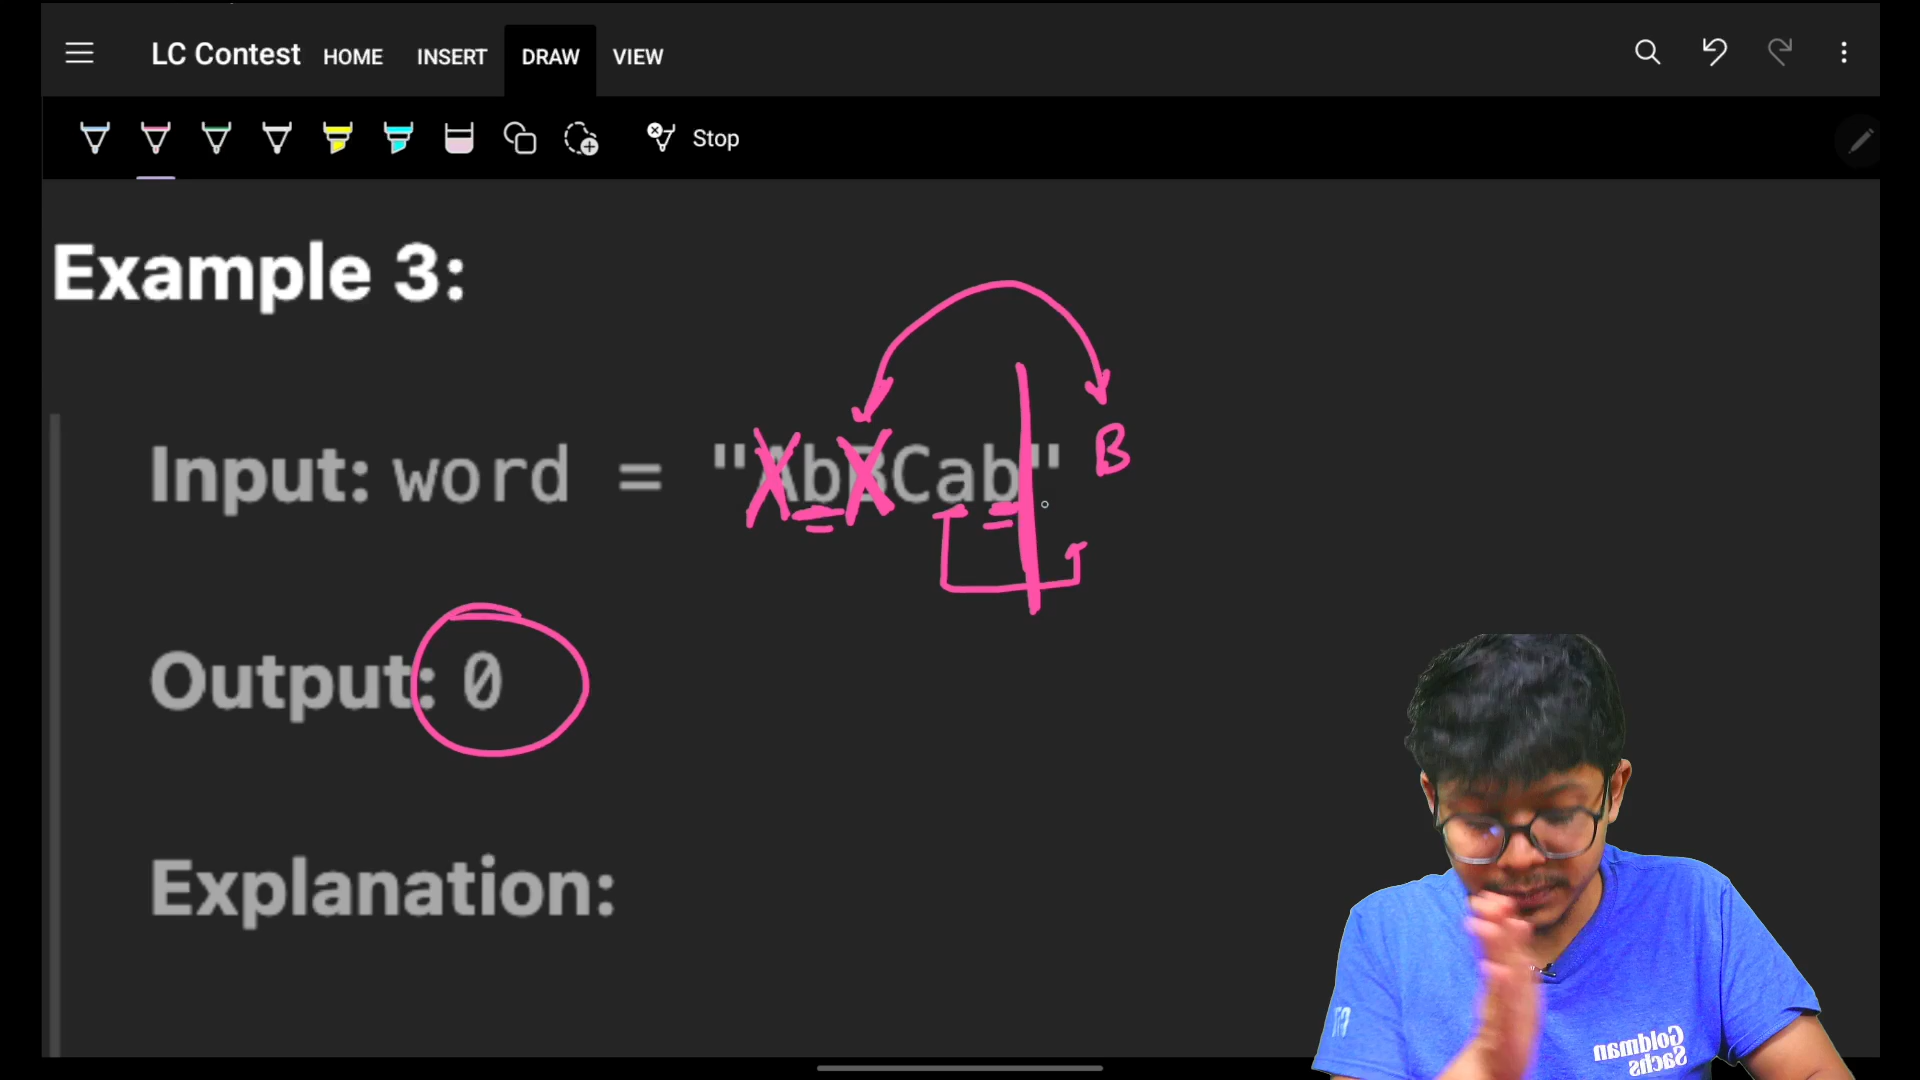 LC Contest HOME INSERT DRAW VIEW
Stop
Example 3:
Input: word = "AbBCab" B
Output: 0
Explanation:
Goldman
Sachs